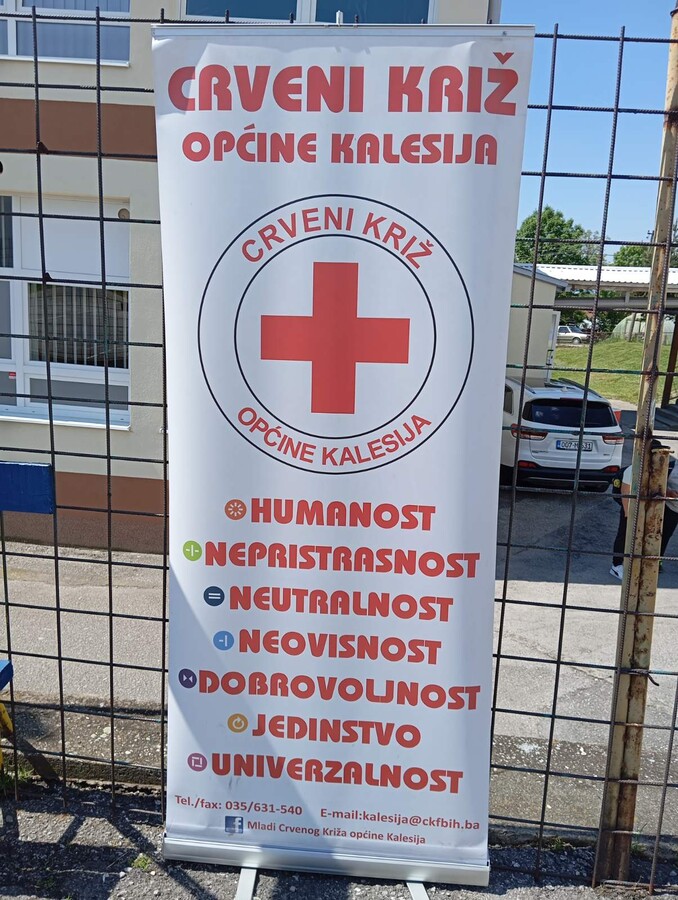 CRVENI KRIŽ
OPĆINE KALESIJA
CRVENI KRIŽ
OPĆINE KALESIJA
HUMANOST
NEPRISTRASNOST
NEUTRALNOST
NEOVISNOST
DOBROVOLJNOST
JEDINSTVO
UNIVERZALNOST
Tel./fax: 035/631-540 E-mail:kalesija@ckfbih.ba
Mladi Crvenog Križa općine Kalesija